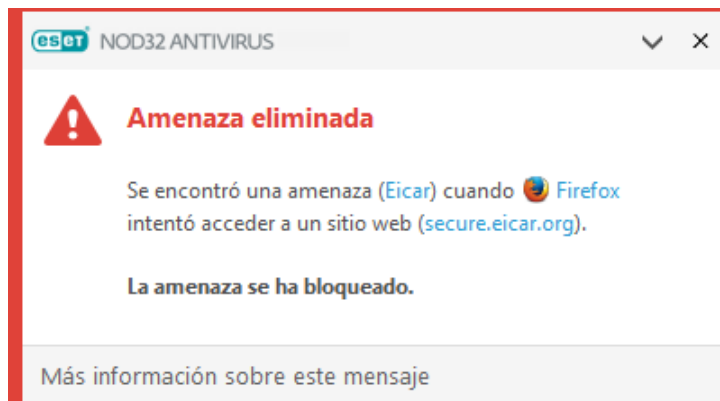 eset NOD32 ANTIVIRUS
Amenaza eliminada
Se encontró una amenaza (Eicar) cuando Firefox
intentó acceder a un sitio web (secure.eicar.org).
La amenaza se ha bloqueado.
Más información sobre este mensaje